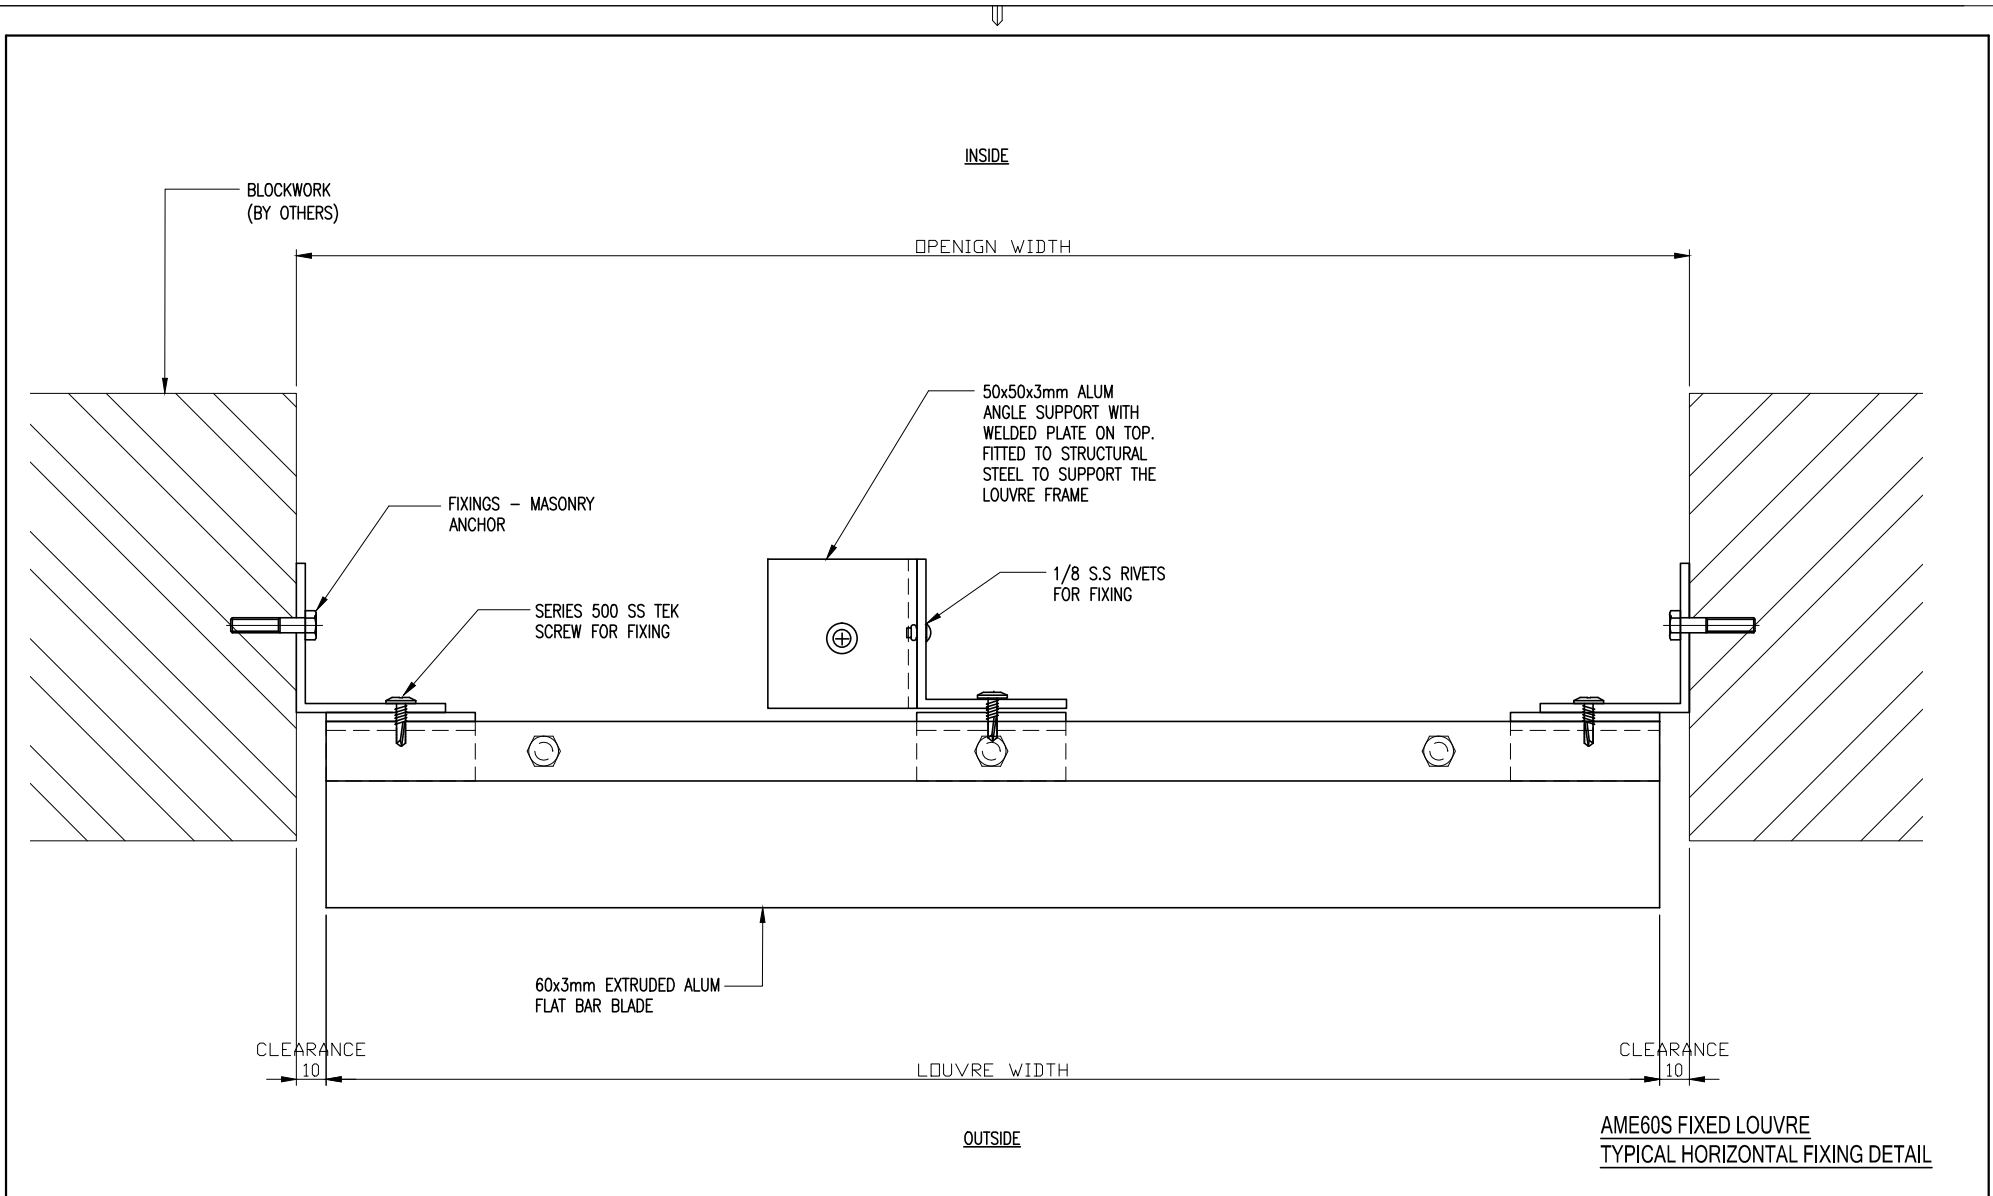 INSIDE
BLOCKWORK
(BY OTHERS)
OPENIGN WIDTH
50x50x3mm ALUM
ANGLE SUPPORT WITH
WELDED PLATE ON TOP.
FITTED TO STRUCTURAL
STEEL TO SUPPORT THE
LOUVRE FRAME
FIXINGS - MASONRY
ANCHOR
1/8 S.S RIVETS
FOR FIXING
SERIES 500 SS TEK
SCREW FOR FIXING
60x3mm EXTRUDED ALUM
FLAT BAR BLADE
CLEARANCE
10
LOUVRE WIDTH
CLEARANCE
10
OUTSIDE
AME60S FIXED LOUVRE
TYPICAL HORIZONTAL FIXING DETAIL